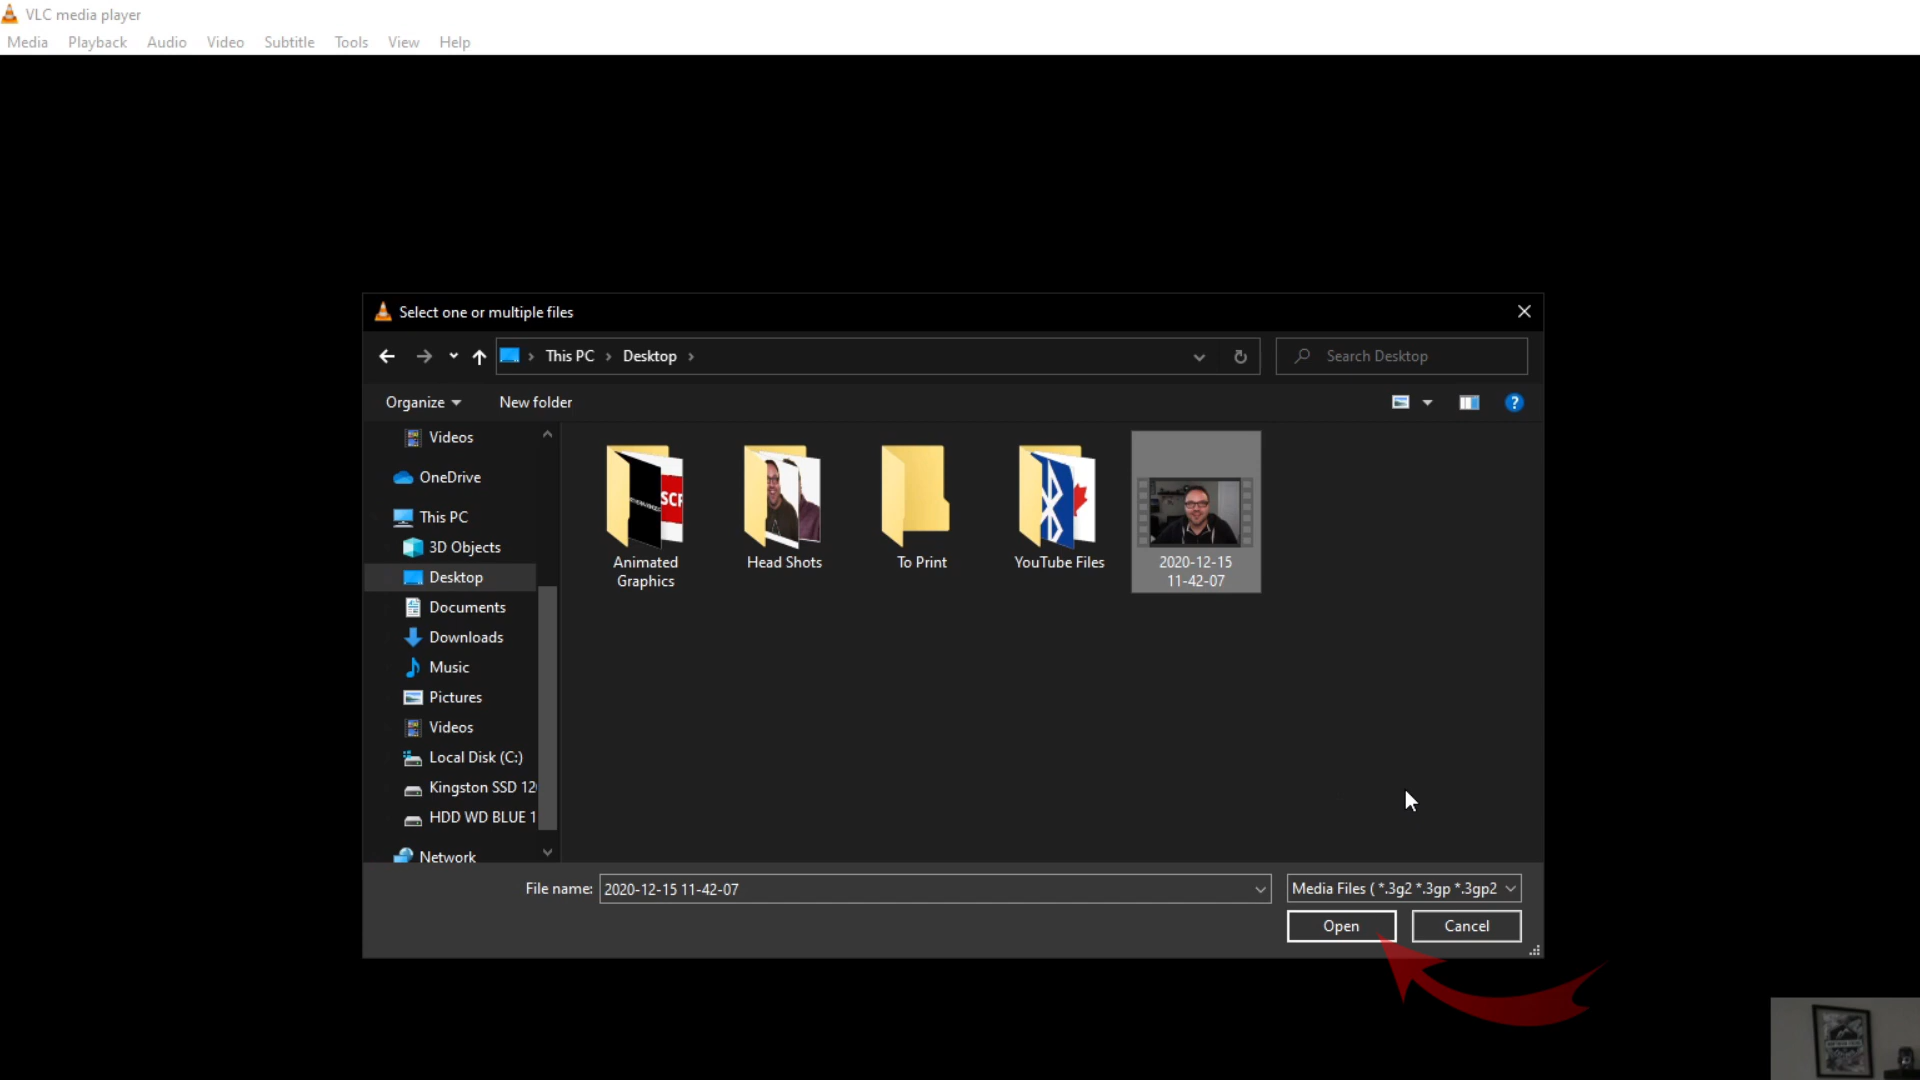 VLC media player
Media Playback Audio Video Subtitle Tools View Help
Select one or multiple files
This PC Desktop
Search Desktop
Organize New folder
Videos
OneDrive
This PC
3D Objects
Desktop
Documents
Downloads
Music
Pictures
Videos
Local Disk (C:)
Kingston SSD 12
HDD WD BLUE 1
Network
SCR
Animated
Graphics
Head Shots
To Print
YouTube Files
2020-12-15
11-42-07
File name: 2020-12-15 11-42-07
Media Files ( *.3g2 *.3gp *.3gp2
Open Cancel